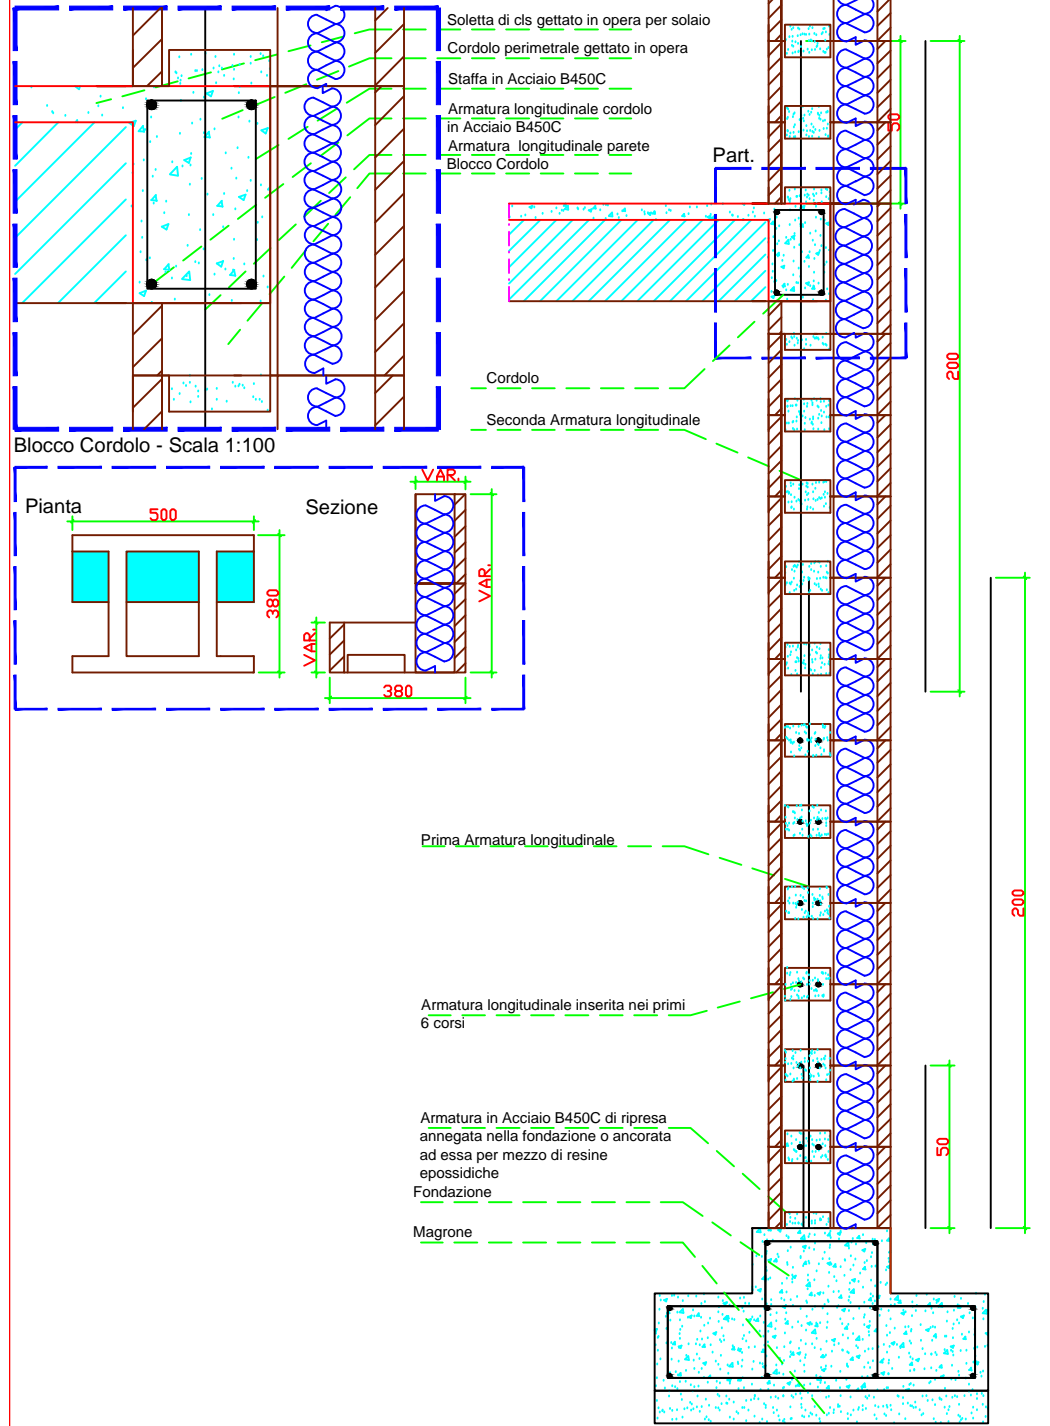 Soletta di cls gettato in opera per solaio
Cordolo perimetrale gettato in opera
Staffa in Acciaio B450C
Armatura longitudinale cordolo
in Acciaio B450C
Armatura longitudinale parete
Blocco Cordolo
50
Part.
200
Cordolo
Seconda Armatura longitudinale
Blocco Cordolo - Scala 1:100
Pianta
500
380
Sezione
VAR.
VAR.
VAR.
380
Prima Armatura longitudinale
200
Armatura longitudinale inserita nei primi
6 corsi
Armatura in Acciaio B450C di ripresa
annegata nella fondazione o ancorata
ad essa per mezzo di resine
epossidiche
50
Fondazione
Magrone